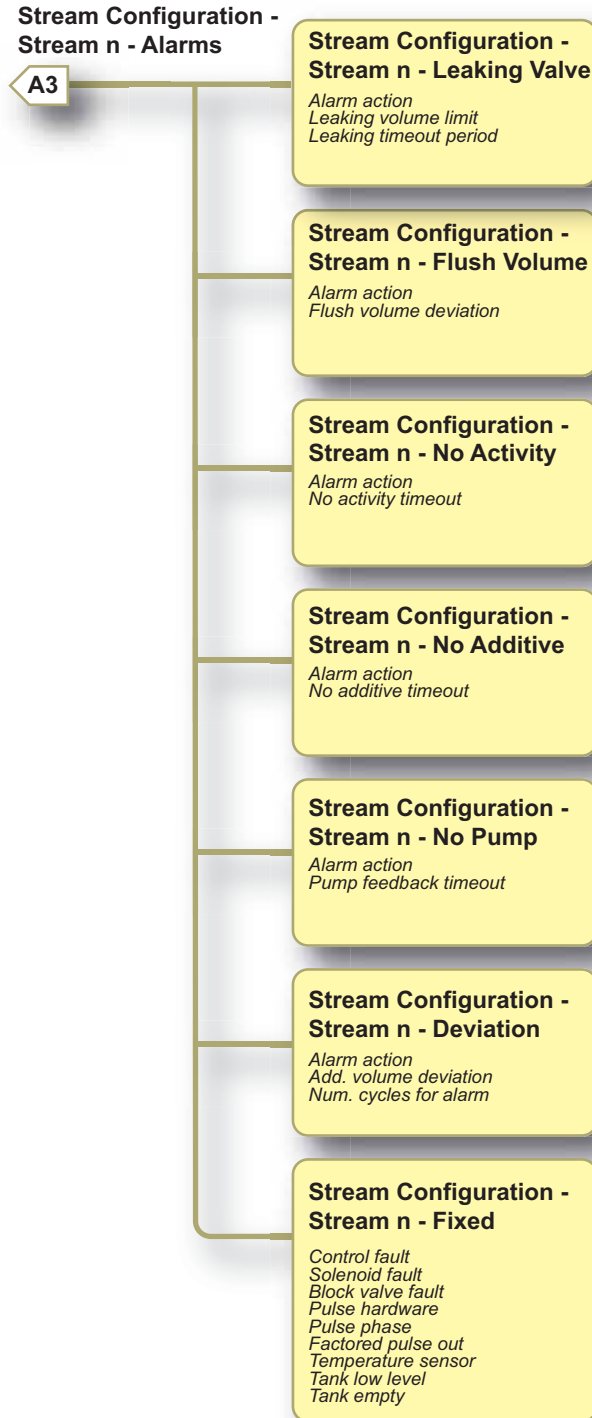 Stream Configuration -
Stream n - Alarms
A3
Stream Configuration -
Stream n - Leaking Valve
Alarm action
Leaking volume limit
Leaking timeout period
Stream Configuration -
Stream n - Flush Volume
Alarm action
Flush volume deviation
Stream Configuration -
Stream n - No Activity
Alarm action
No activity timeout
Stream Configuration -
Stream n - No Additive
Alarm action
No additive timeout
Stream Configuration -
Stream n - No Pump
Alarm action
Pump feedback timeout
Stream Configuration -
Stream n - Deviation
Alarm action
Add. volume deviation
Num. cycles for alarm
Stream Configuration -
Stream n - Fixed
Control fault
Solenoid fault
Block valve fault
Pulse hardware
Pulse phase
Factored pulse out
Temperature sensor
Tank low level
Tank empty